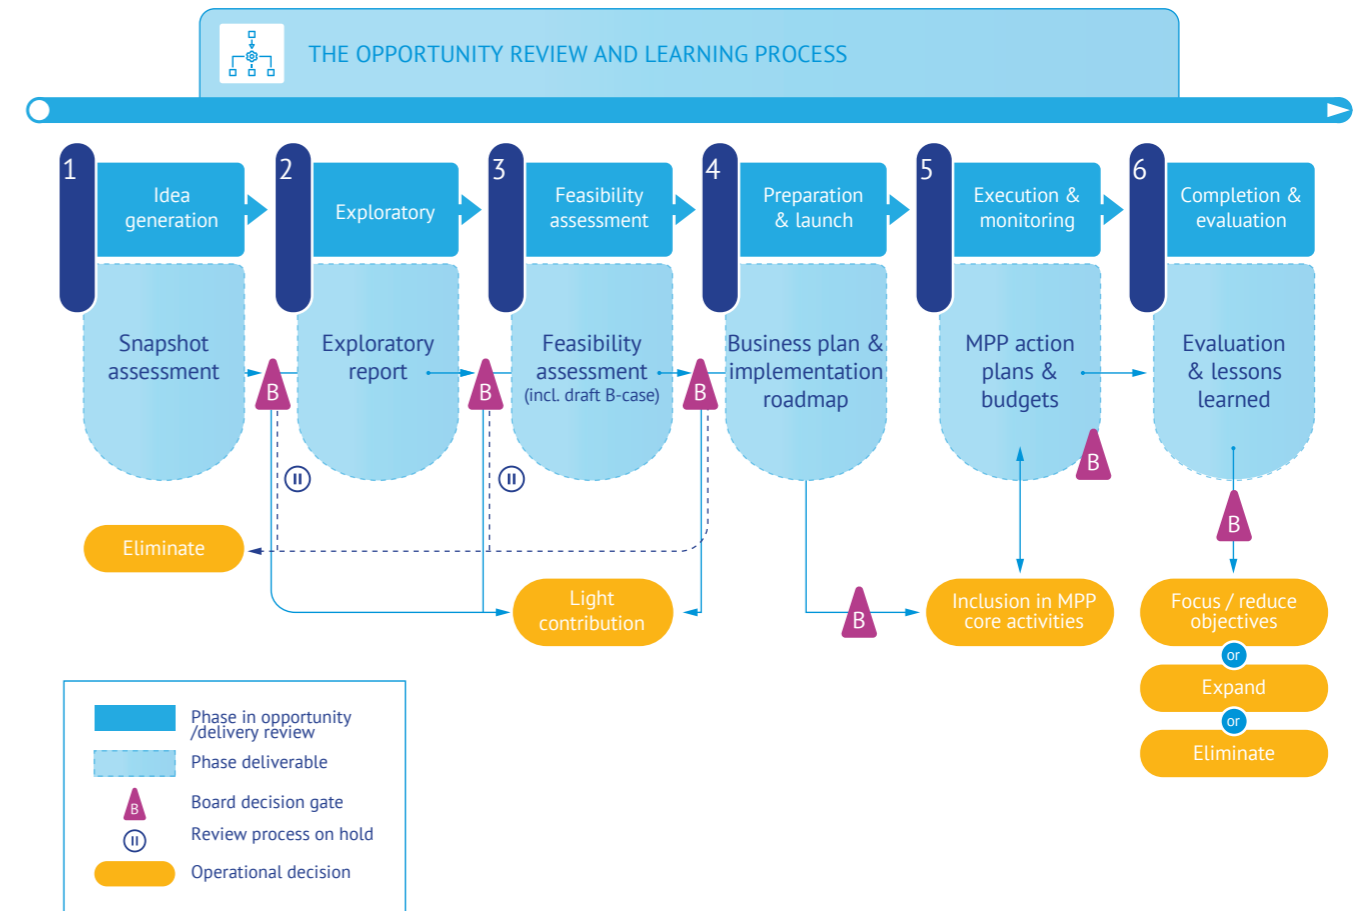 THE OPPORTUNITY REVIEW AND LEARNING PROCESS
1
Idea
generation
2
Exploratory
3
Feasibility
assessment
4
Preparation
& launch
5
Execution &
monitoring
6
Completion &
evaluation
Snapshot
assessment
B
Exploratory
report
B
Feasibility
assessment
(incl. draft B-case)
B
Business plan &
implementation
roadmap
MPP action
plans &
budgets
B
Evaluation
& lessons
learned
B
Eliminate
Light
contribution
B
Inclusion in MPP
core activities
Focus / reduce
objectives
or
Expand
or
Eliminate
Phase in opportunity
/delivery review
Phase deliverable
B
Board decision gate
Review process on hold
Operational decision